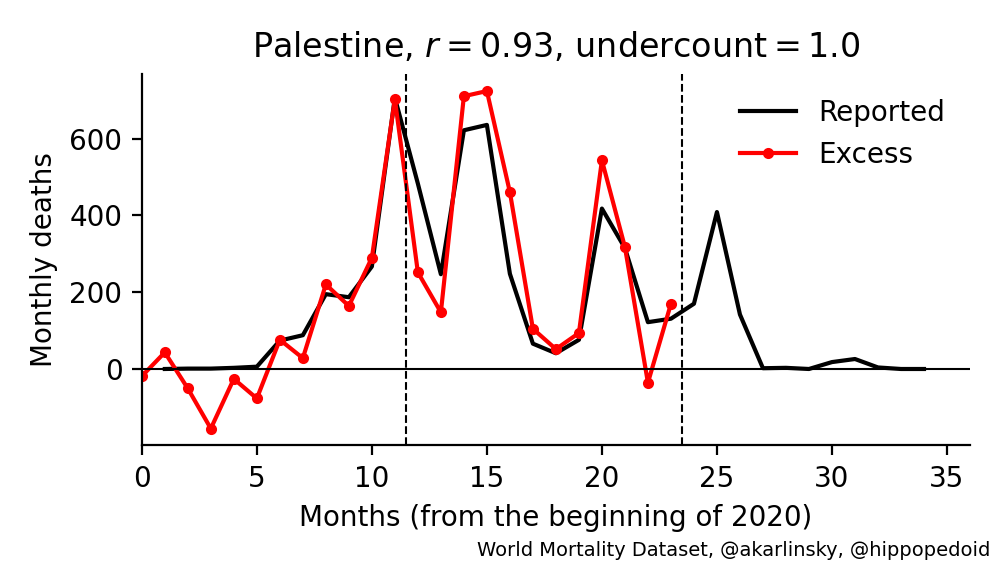 Palestine, r = 0.93, undercount = 1.0
Monthly deaths
600
400
200
0
Reported
Excess
0 5 10 15 20 25 30 35
Months (from the beginning of 2020)
World Mortality Dataset, @akarlinsky, @hippopedoid